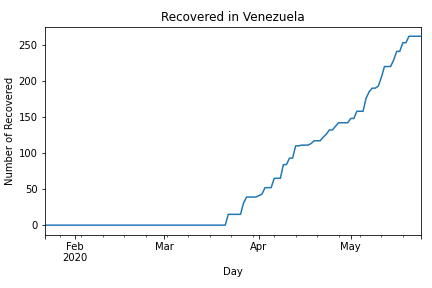 Recovered in Venezuela
Number of Recovered
250
200
150
100
50
0
Feb
2020
Mar
Apr
May
Day